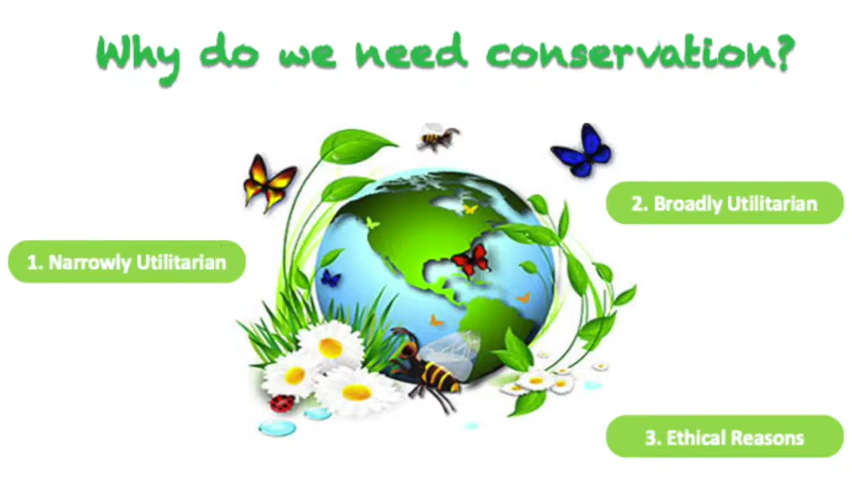 Why do we need conservation?
1. Narrowly Utilitarian
2. Broadly Utilitarian
3. Ethical Reasons